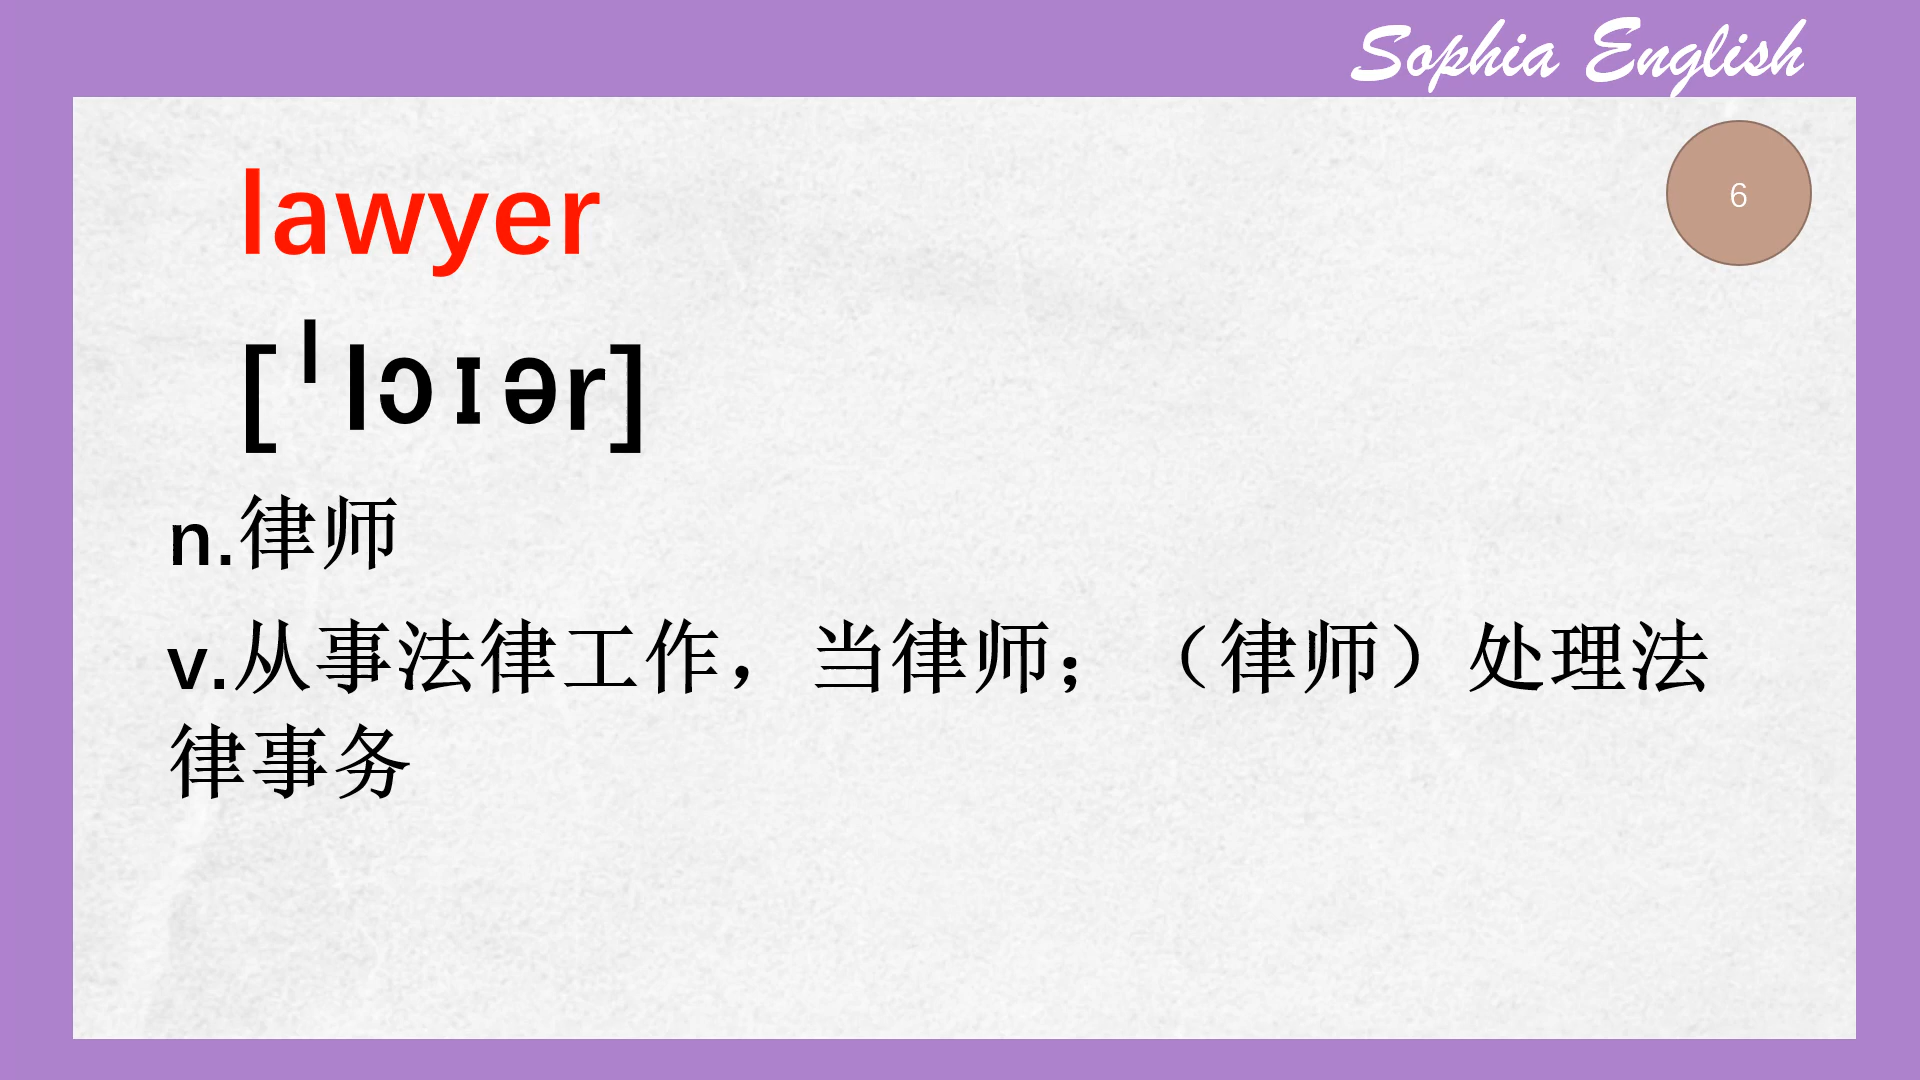 Sophia English
6
lawyer
[ˈlɔɪər]
n.律师
v.从事法律工作，当律师；（律师）处理法
律事务